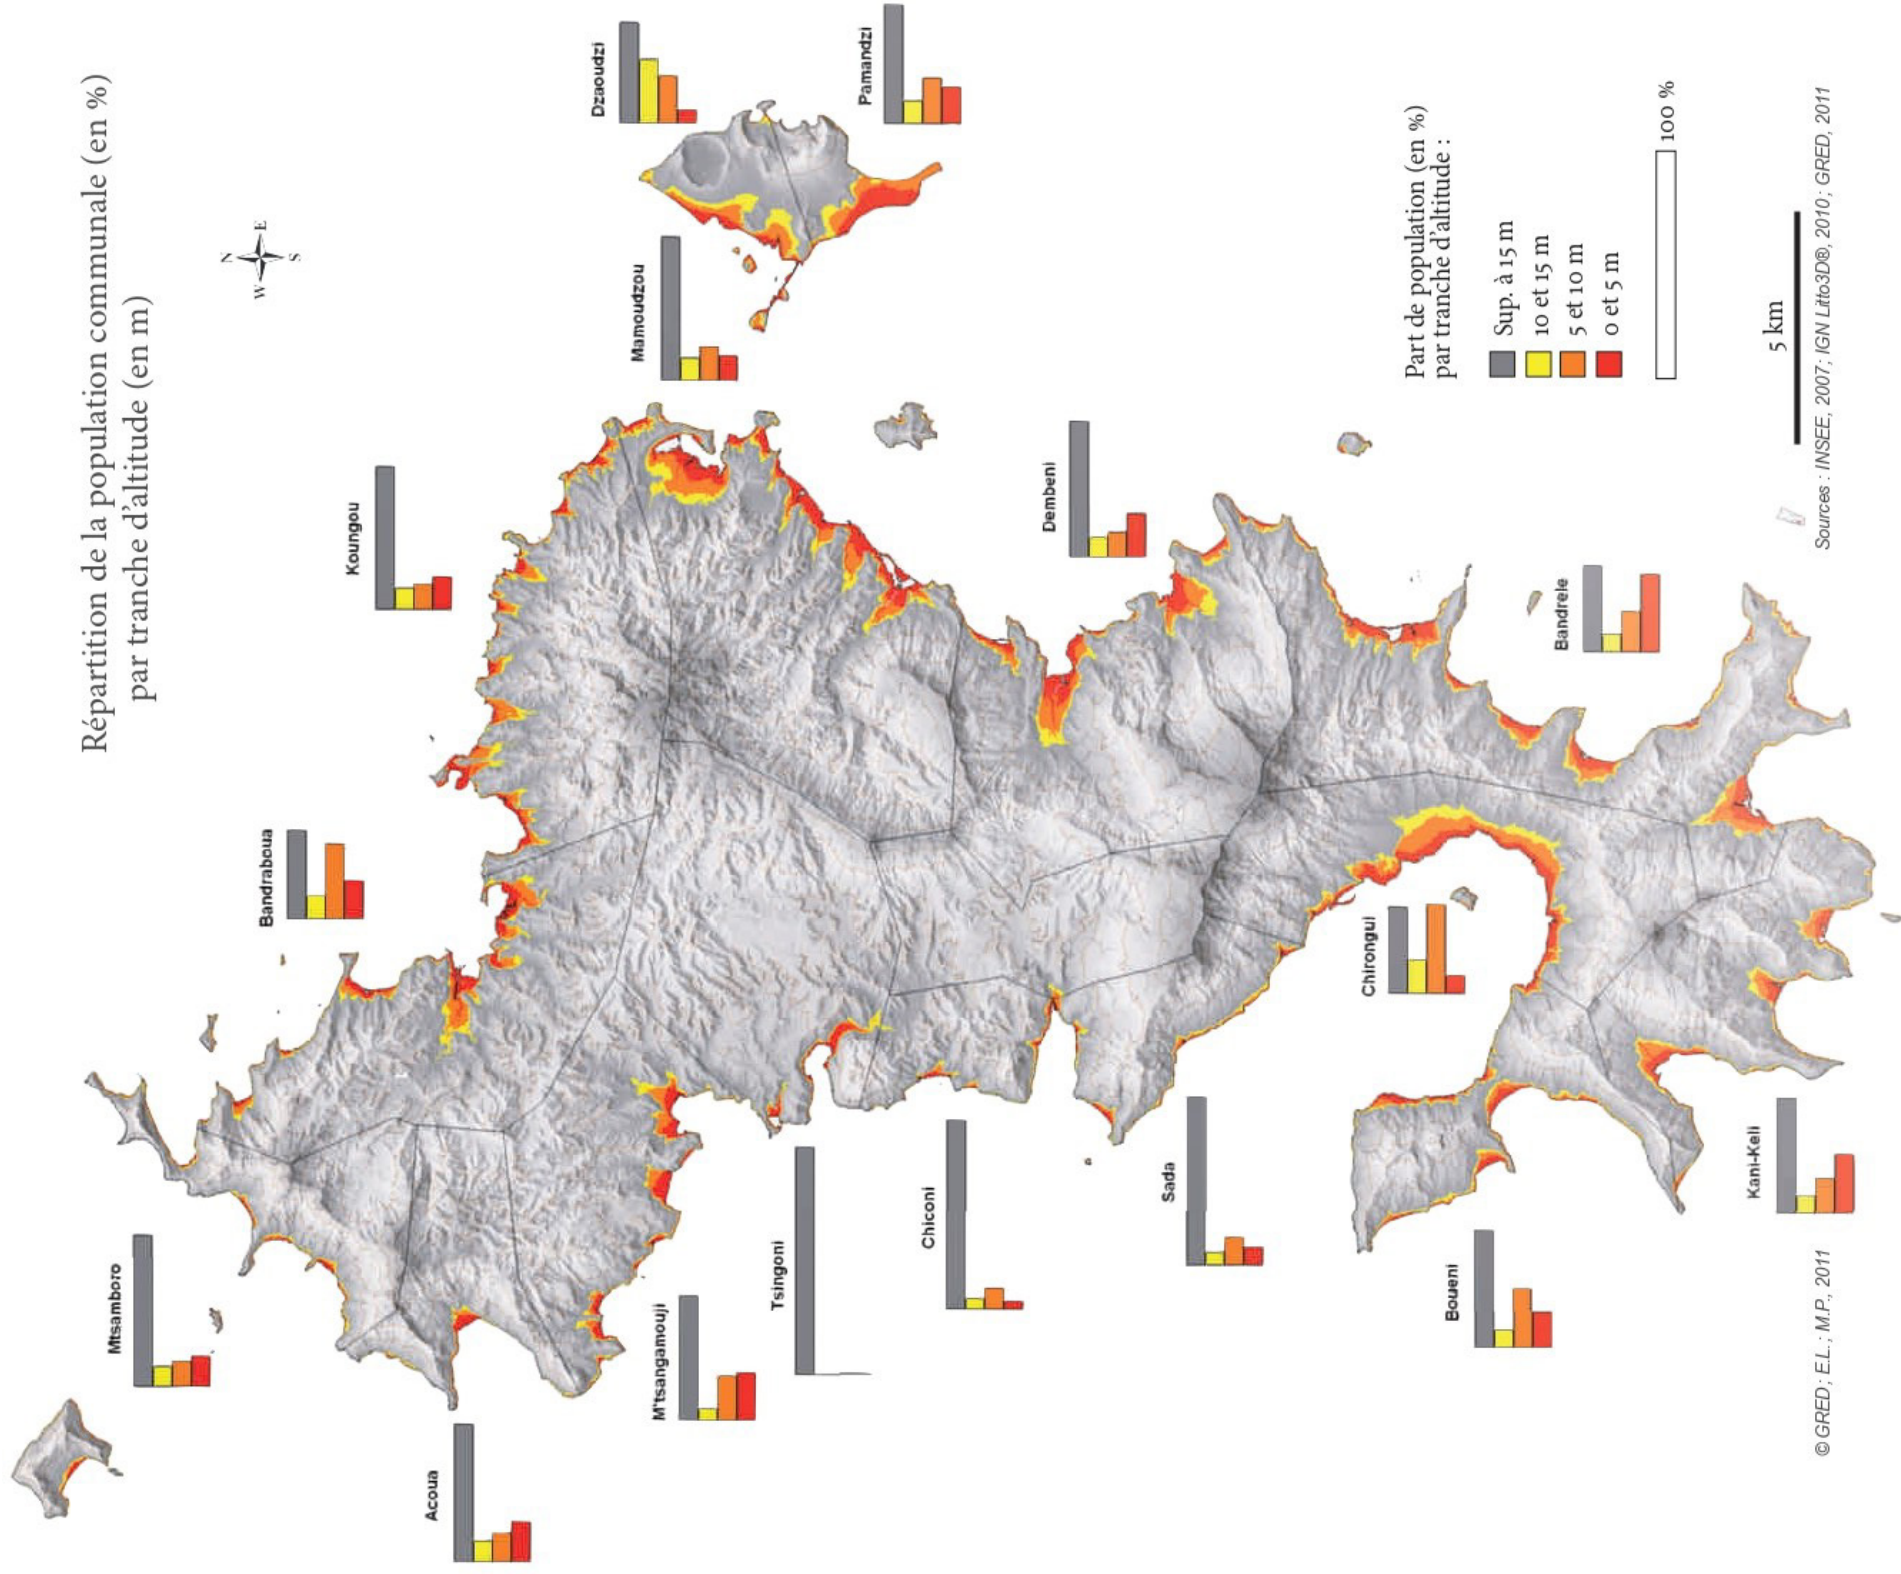 Répartition de la population communale (en %)
par tranche d'altitude (en m)
N
W
E
S
Dzaoudzi
Pamandzi
Mamoudzou
Koungou
Dembeni
Bandraboua
Bandrele
Chirongui
Mtsamboro
Acoua
M'tsangamouji
Tsingoni
Chiconi
Sada
Boueni
Kani-Keli
Part de population (en %)
par tranche d'altitude :
Sup. à 15 m
10 et 15 m
5 et 10 m
0 et 5 m
100 %
5 km
© GRED ; E.L. ; M.P., 2011
Sources : INSEE, 2007 ; IGN Litto3D®, 2010 ; GRED, 2011